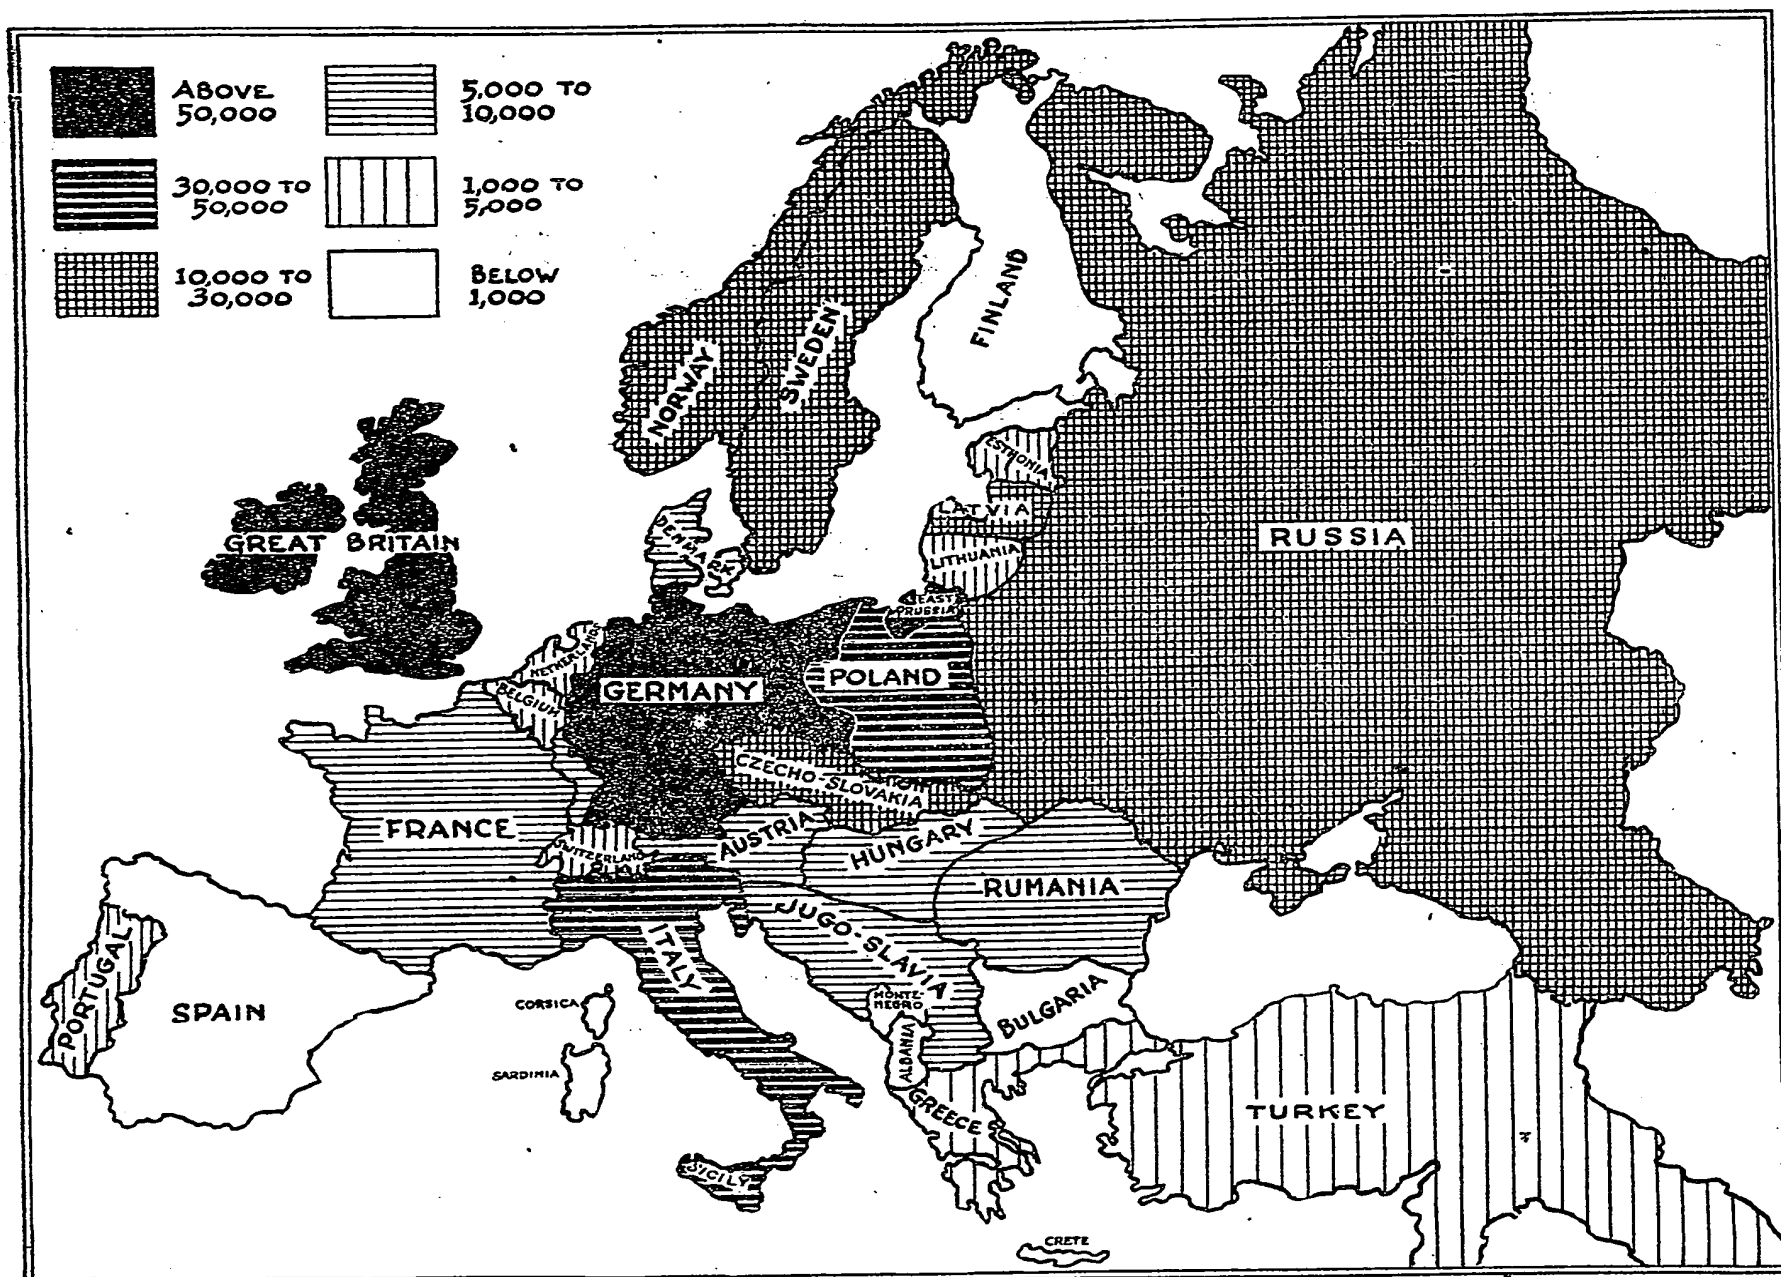 ABOVE
50,000
5,000 TO
10,000
30,000 TO
50,000
1,000 TO
5,000
10,000 TO
30,000
BELOW
1,000
FINLAND
NORWAY
SWEDEN
ESTHONIA
LATVIA
LITHUANIA
RUSSIA
GREAT BRITAIN
DENMARK
EAST
PRUSSIA
NETHERLANDS
BELGIUM
GERMANY
POLAND
CZECHO-SLOVAKIA
FRANCE
SWITZERLAND
AUSTRIA
HUNGARY
RUMANIA
JUGO-SLAVIA
ITALY
PORTUGAL
SPAIN
CORSICA
SARDINIA
MONTE-
NEGRO
ALBANIA
BULGARIA
GREECE
TURKEY
SICILY
CRETE